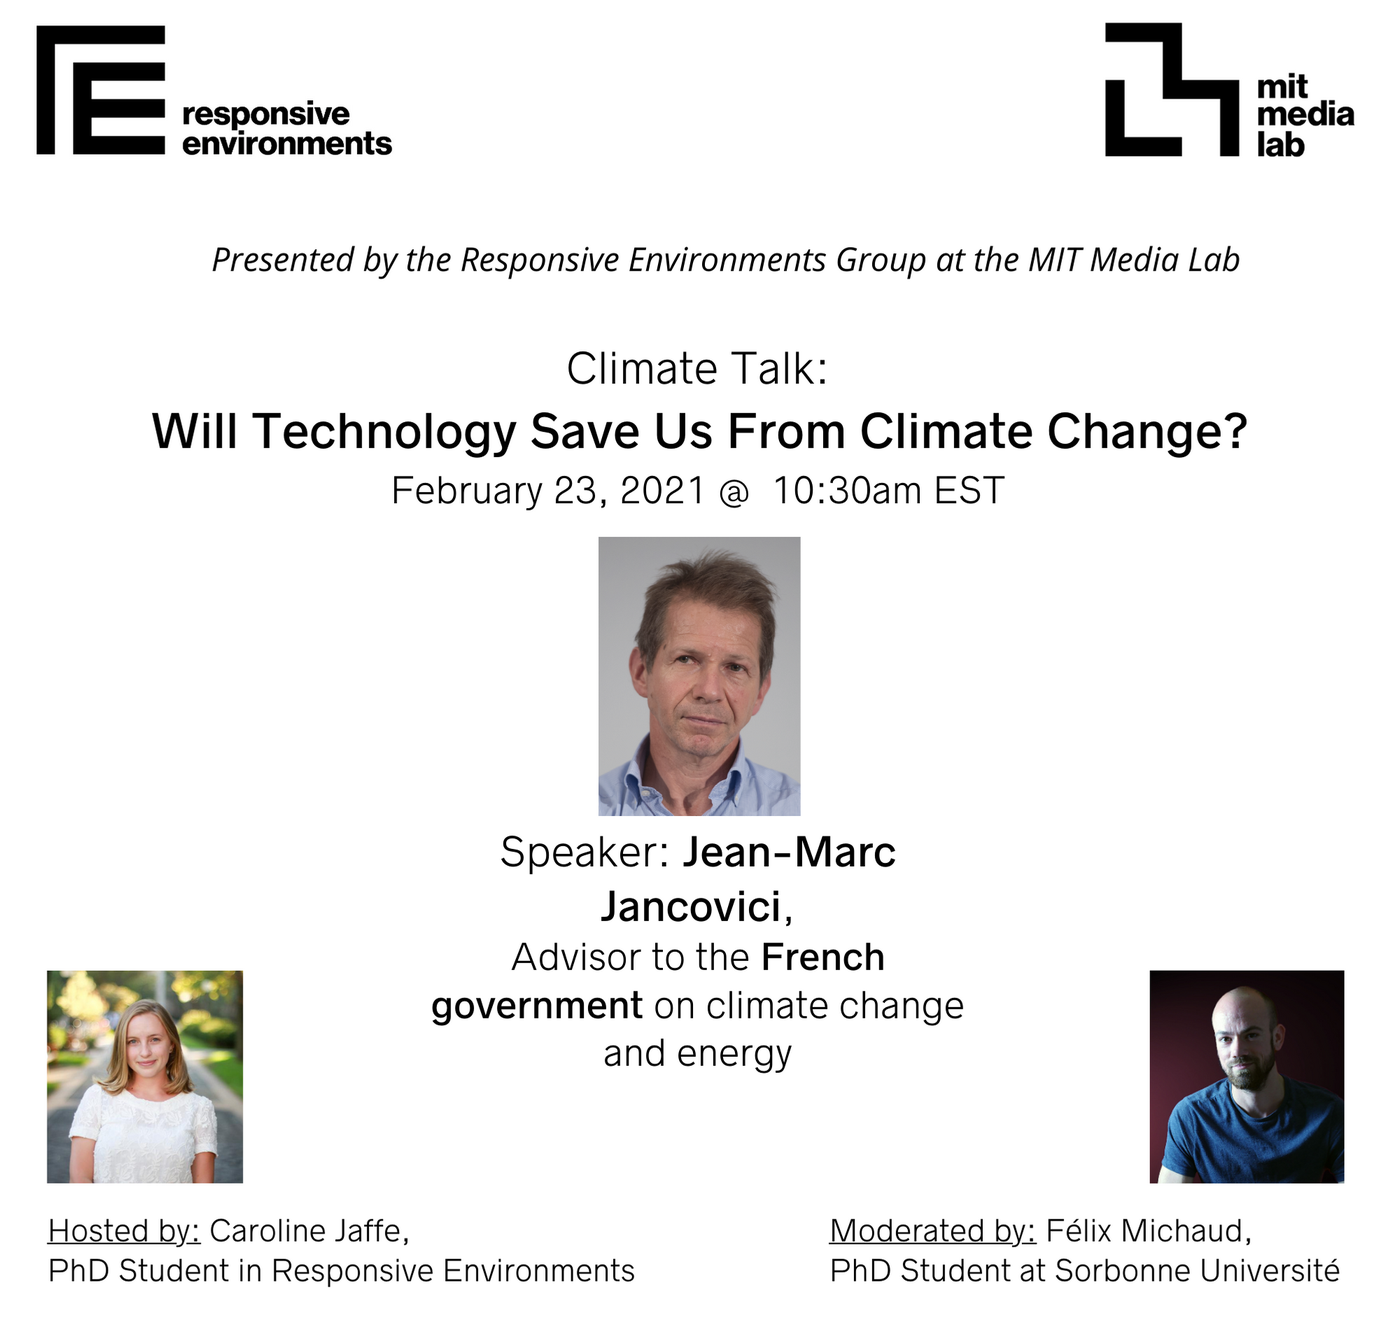 responsive
environments
mit
media
lab
Presented by the Responsive Environments Group at the MIT Media Lab
Climate Talk:
Will Technology Save Us From Climate Change?
February 23, 2021 @ 10:30am EST
Speaker: Jean-Marc
Jancovici,
Advisor to the French
government on climate change
and energy
Hosted by: Caroline Jaffe,
PhD Student in Responsive Environments
Moderated by: Félix Michaud,
PhD Student at Sorbonne Université